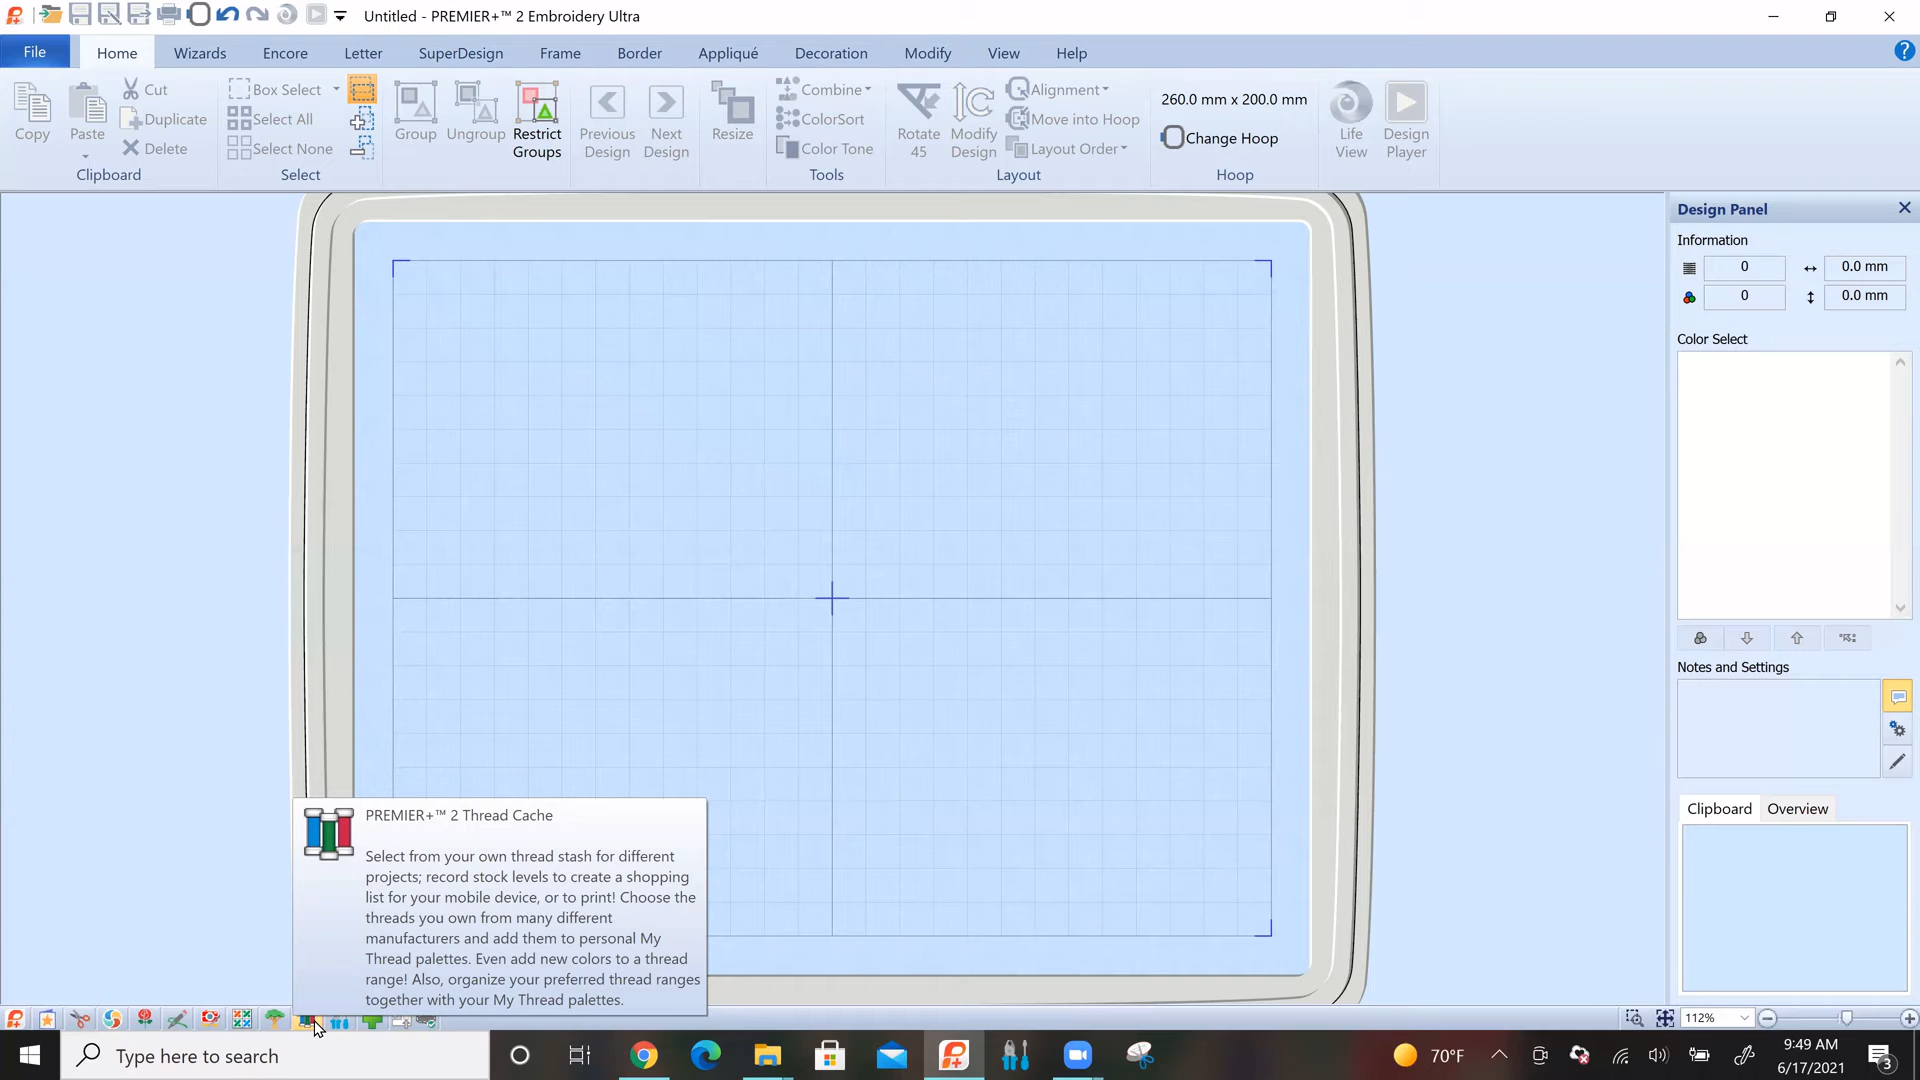 Untitled - PREMIER+™ 2 Embroidery Ultra
File Home Wizards Encore Letter SuperDesign Frame Border Appliqué Decoration Modify View Help
Copy
Paste
Cut
Duplicate
Delete
Clipboard
Box Select
Select All
Select None
Select
Group
Ungroup
Restrict
Groups
Previous
Design
Next
Design
Resize
Combine
ColorSort
Color Tone
Tools
Rotate
45
Modify
Design
Alignment
Move into Hoop
Layout Order
Layout
260.0 mm x 200.0 mm
Change Hoop
Hoop
Life
View
Design
Player
Design Panel
Information
0 0.0 mm
0 0.0 mm
Color Select
Notes and Settings
Clipboard Overview
PREMIER+™ 2 Thread Cache
Select from your own thread stash for different
projects; record stock levels to create a shopping
list for your mobile device, or to print! Choose the
threads you own from many different
manufacturers and add them to personal My
Thread palettes. Even add new colors to a thread
range! Also, organize your preferred thread ranges
together with your My Thread palettes.
112%
Type here to search
70°F
9:49 AM
6/17/2021
3